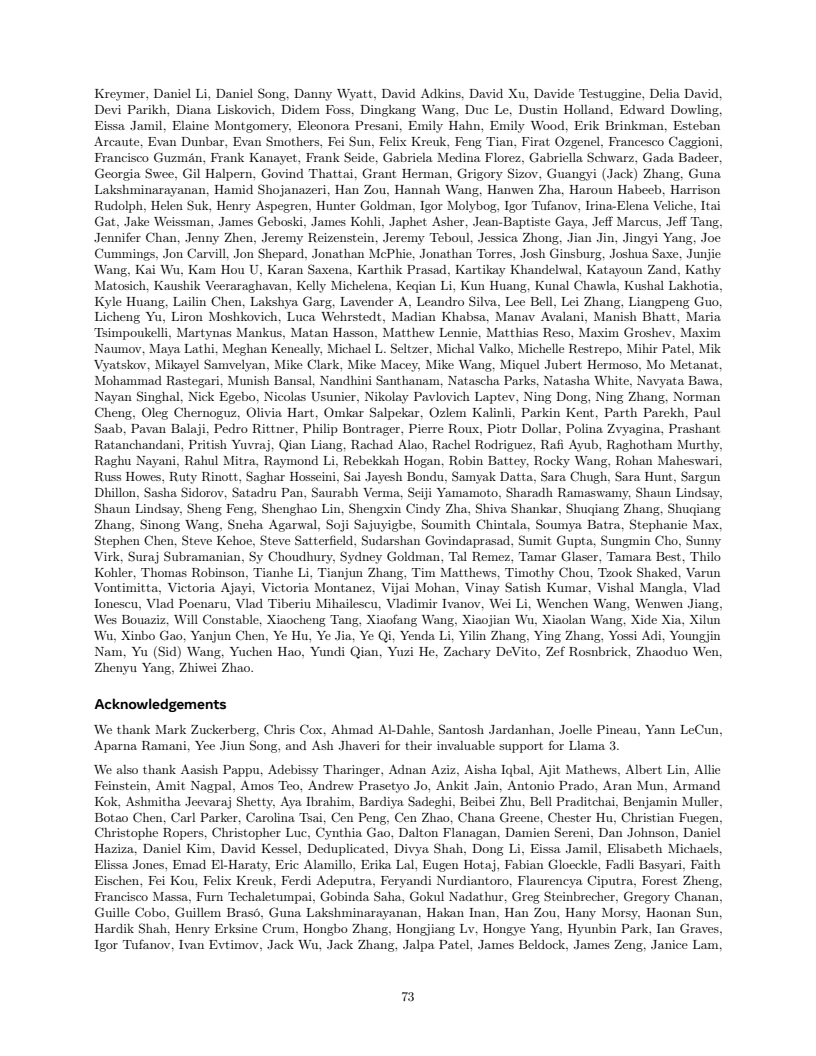 Kreymer, Daniel Li, Daniel Song, Danny Wyatt, David Adkins, David Xu, Davide Testuggine, Delia David,
Devi Parikh, Diana Liskovich, Didem Foss, Dingkang Wang, Duc Le, Dustin Holland, Edward Dowling,
Eissa Jamil, Elaine Montgomery, Eleonora Presani, Emily Hahn, Emily Wood, Erik Brinkman, Esteban
Arcaute, Evan Dunbar, Evan Smothers, Fei Sun, Felix Kreuk, Feng Tian, Firat Ozgenel, Francesco Caggioni,
Francisco Guzmán, Frank Kanayet, Frank Seide, Gabriela Medina Florez, Gabriella Schwarz, Gada Badeer,
Georgia Swee, Gil Halpern, Govind Thattai, Grant Herman, Grigory Sizov, Guangyi (Jack) Zhang, Guna
Lakshminarayanan, Hamid Shojanazeri, Han Zou, Hannah Wang, Hanwen Zha, Haroun Habeeb, Harrison
Rudolph, Helen Suk, Henry Aspegren, Hunter Goldman, Igor Molybog, Igor Tufanov, Irina-Elena Veliche, Itai
Gat, Jake Weissman, James Geboski, James Kohli, Japhet Asher, Jean-Baptiste Gaya, Jeff Marcus, Jeff Tang,
Jennifer Chan, Jenny Zhen, Jeremy Reizenstein, Jeremy Teboul, Jessica Zhong, Jian Jin, Jingyi Yang, Joe
Cummings, Jon Carvill, Jon Shepard, Jonathan McPhie, Jonathan Torres, Josh Ginsburg, Joshua Saxe, Junjie
Wang, Kai Wu, Kam Hou U, Karan Saxena, Karthik Prasad, Kartikay Khandelwal, Katayoun Zand, Kathy
Matosich, Kaushik Veeraraghavan, Kelly Michelena, Keqian Li, Kun Huang, Kunal Chawla, Kushal Lakhotia,
Kyle Huang, Lailin Chen, Lakshya Garg, Lavender A, Leandro Silva, Lee Bell, Lei Zhang, Liangpeng Guo,
Licheng Yu, Liron Moshkovich, Luca Wehrstedt, Madian Khabsa, Manav Avalani, Manish Bhatt, Maria
Tsimpoukelli, Martynas Mankus, Matan Hasson, Matthew Lennie, Matthias Reso, Maxim Groshev, Maxim
Naumov, Maya Lathi, Meghan Keneally, Michael L. Seltzer, Michal Valko, Michelle Restrepo, Mihir Patel, Mik
Vyatskov, Mikayel Samvelyan, Mike Clark, Mike Macey, Mike Wang, Miquel Jubert Hermoso, Mo Metanat,
Mohammad Rastegari, Munish Bansal, Nandhini Santhanam, Natascha Parks, Natasha White, Navyata Bawa,
Nayan Singhal, Nick Egebo, Nicolas Usunier, Nikolay Pavlovich Laptev, Ning Dong, Ning Zhang, Norman
Cheng, Oleg Chernoguz, Olivia Hart, Omkar Salpekar, Ozlem Kalinli, Parkin Kent, Parth Parekh, Paul
Saab, Pavan Balaji, Pedro Rittner, Philip Bontrager, Pierre Roux, Piotr Dollar, Polina Zvyagina, Prashant
Ratanchandani, Pritish Yuvraj, Qian Liang, Rachad Alao, Rachel Rodriguez, Rafi Ayub, Raghotham Murthy,
Raghu Nayani, Rahul Mitra, Raymond Li, Rebekkah Hogan, Robin Battey, Rocky Wang, Rohan Maheswari,
Russ Howes, Ruty Rinott, Saghar Hosseini, Sai Jayesh Bondu, Samyak Datta, Sara Chugh, Sara Hunt, Sargun
Dhillon, Sasha Sidorov, Satadru Pan, Saurabh Verma, Seiji Yamamoto, Sharadh Ramaswamy, Shaun Lindsay,
Shaun Lindsay, Sheng Feng, Shenghao Lin, Shengxin Cindy Zha, Shiva Shankar, Shuqiang Zhang, Shuqiang
Zhang, Sinong Wang, Sneha Agarwal, Soji Sajuyigbe, Soumith Chintala, Soumya Batra, Stephanie Max,
Stephen Chen, Steve Kehoe, Steve Satterfield, Sudarshan Govindaprasad, Sumit Gupta, Sungmin Cho, Sunny
Virk, Suraj Subramanian, Sy Choudhury, Sydney Goldman, Tal Remez, Tamar Glaser, Tamara Best, Thilo
Kohler, Thomas Robinson, Tianhe Li, Tianjun Zhang, Tim Matthews, Timothy Chou, Tzook Shaked, Varun
Vontimitta, Victoria Ajayi, Victoria Montanez, Vijai Mohan, Vinay Satish Kumar, Vishal Mangla, Vlad
Ionescu, Vlad Poenaru, Vlad Tiberiu Mihailescu, Vladimir Ivanov, Wei Li, Wenchen Wang, Wenwen Jiang,
Wes Bouaziz, Will Constable, Xiaocheng Tang, Xiaofang Wang, Xiaojian Wu, Xiaolan Wang, Xide Xia, Xilun
Wu, Xinbo Gao, Yanjun Chen, Ye Hu, Ye Jia, Ye Qi, Yenda Li, Yilin Zhang, Ying Zhang, Yossi Adi, Youngjin
Nam, Yu (Sid) Wang, Yuchen Hao, Yundi Qian, Yuzi He, Zachary DeVito, Zef Rosnbrick, Zhaoduo Wen,
Zhenyu Yang, Zhiwei Zhao.
Acknowledgements
We thank Mark Zuckerberg, Chris Cox, Ahmad Al-Dahle, Santosh Jardanhan, Joelle Pineau, Yann LeCun,
Aparna Ramani, Yee Jiun Song, and Ash Jhaveri for their invaluable support for Llama 3.
We also thank Aasish Pappu, Adebissy Tharinger, Adnan Aziz, Aisha Iqbal, Ajit Mathews, Albert Lin, Allie
Feinstein, Amit Nagpal, Amos Teo, Andrew Prasetyo Jo, Ankit Jain, Antonio Prado, Aran Mun, Armand
Kok, Ashmitha Jeevaraj Shetty, Aya Ibrahim, Bardiya Sadeghi, Beibei Zhu, Bell Praditchai, Benjamin Muller,
Botao Chen, Carl Parker, Carolina Tsai, Cen Peng, Cen Zhao, Chana Greene, Chester Hu, Christian Fuegen,
Christophe Ropers, Christopher Luc, Cynthia Gao, Dalton Flanagan, Damien Sereni, Dan Johnson, Daniel
Haziza, Daniel Kim, David Kessel, Deduplicated, Divya Shah, Dong Li, Eissa Jamil, Elisabeth Michaels,
Elissa Jones, Emad El-Haraty, Eric Alamillo, Erika Lal, Eugen Hotaj, Fabian Gloeckle, Fadli Basyari, Faith
Eischen, Fei Kou, Felix Kreuk, Ferdi Adeputra, Feryandi Nurdiantoro, Flaurencya Ciputra, Forest Zheng,
Francisco Massa, Furn Techaletumpai, Gobinda Saha, Gokul Nadathur, Greg Steinbrecher, Gregory Chanan,
Guille Cobo, Guillem Brasó, Guna Lakshminarayanan, Hakan Inan, Han Zou, Hany Morsy, Haonan Sun,
Hardik Shah, Henry Erksine Crum, Hongbo Zhang, Hongjiang Lv, Hongye Yang, Hyunbin Park, Ian Graves,
Igor Tufanov, Ivan Evtimov, Jack Wu, Jack Zhang, Jalpa Patel, James Beldock, James Zeng, Janice Lam,
73